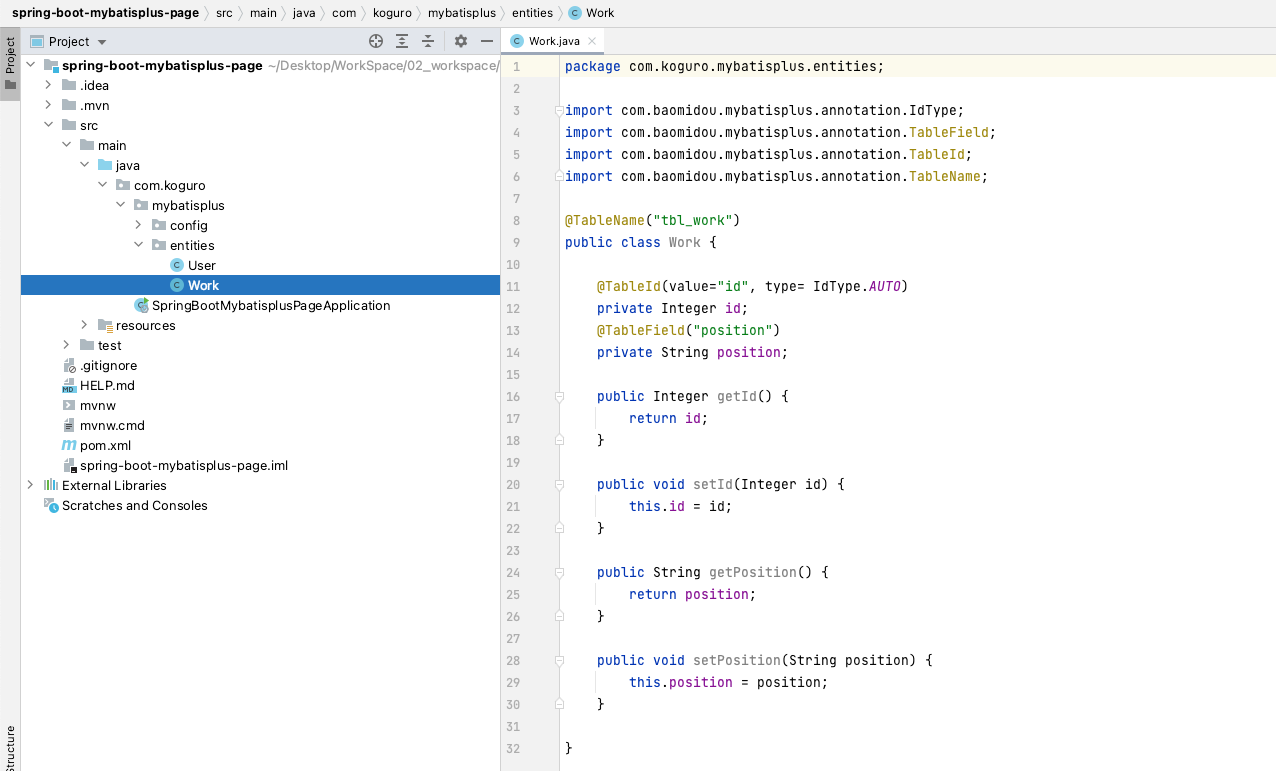 spring-boot-mybatisplus-page src main java com koguro mybatisplus entities Work
Project
Structure
Project
spring-boot-mybatisplus-page ~/Desktop/WorkSpace/02_workspace/
.idea
.mvn
src
main
java
com.koguro
mybatisplus
config
entities
User
Work
SpringBootMybatisplusPageApplication
resources
test
.gitignore
HELP.md
mvnw
mvnw.cmd
pom.xml
spring-boot-mybatisplus-page.iml
External Libraries
Scratches and Consoles
Work.java
1 package com.koguro.mybatisplus.entities;
2
3 import com.baomidou.mybatisplus.annotation.IdType;
4 import com.baomidou.mybatisplus.annotation.TableField;
5 import com.baomidou.mybatisplus.annotation.TableId;
6 import com.baomidou.mybatisplus.annotation.TableName;
7
8 @TableName("tbl_work")
9 public class Work {
10
11 @TableId(value="id", type= IdType.AUTO)
12 private Integer id;
13 @TableField("position")
14 private String position;
15
16 public Integer getId() {
17 return id;
18 }
19
20 public void setId(Integer id) {
21 this.id = id;
22 }
23
24 public String getPosition() {
25 return position;
26 }
27
28 public void setPosition(String position) {
29 this.position = position;
30 }
31
32 }